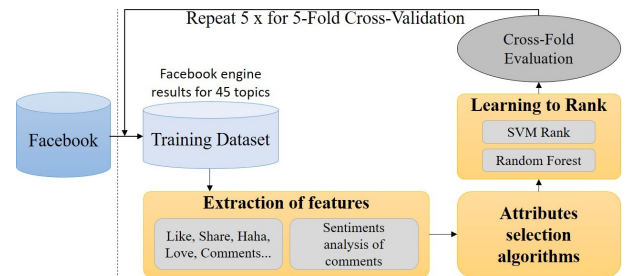 Repeat 5 x for 5-Fold Cross-Validation
Cross-Fold
Evaluation
Facebook engine
results for 45 topics
Facebook
Training Dataset
Learning to Rank
SVM Rank
Random Forest
Extraction of features
Like, Share, Haha,
Love, Comments...
Sentiments
analysis of
comments
Attributes
selection
algorithms